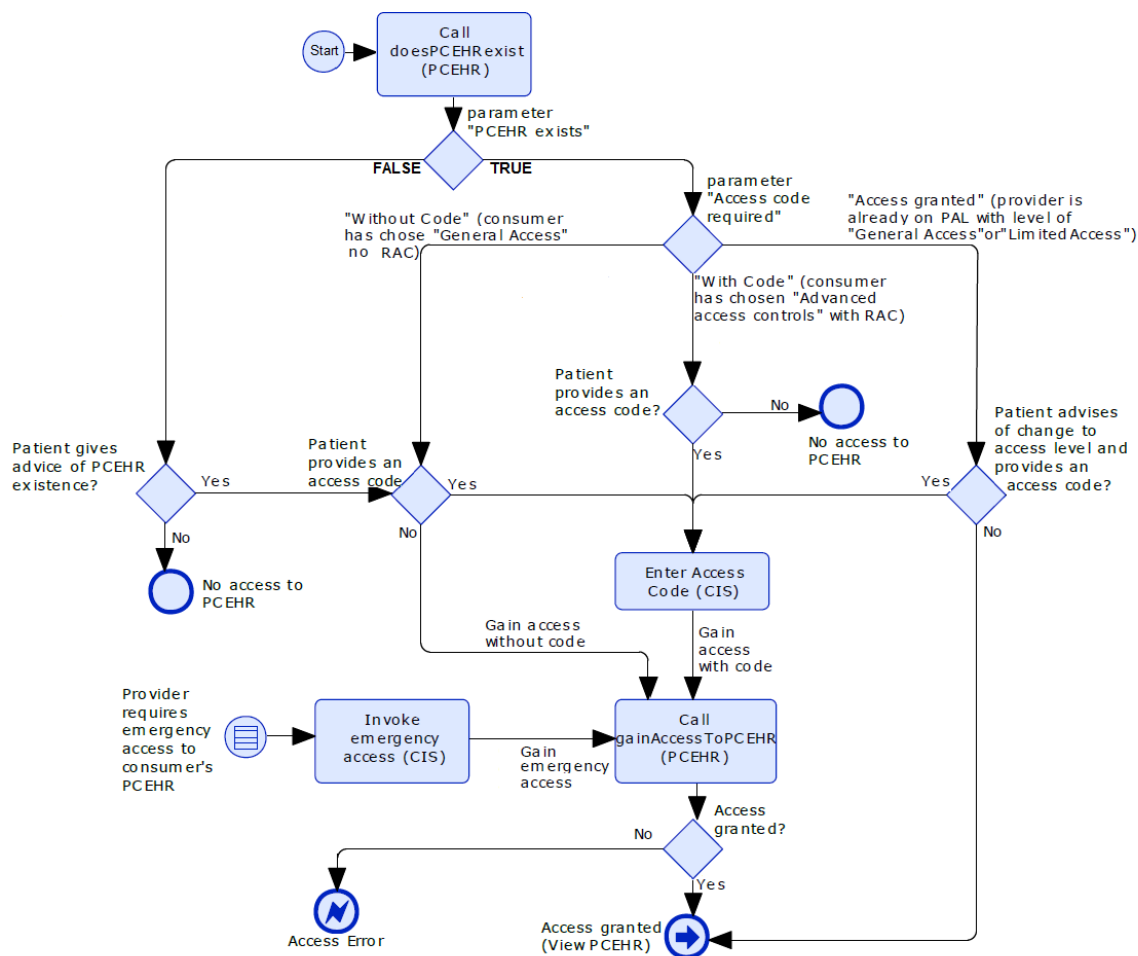 Call
doesPCEHRexist
(PCEHR)
Start
parameter
"PCEHR exists"
FALSE
TRUE
parameter
"Access code
required"
"Access granted" (provider is
already on PAL with level of
"General Access"or"Limited Access")
"Without Code" (consumer
has chose "General Access"
no RAC)
"With Code" (consumer
has chosen "Advanced
access controls" with RAC)
Patient
provides an
access code?
No
No access to
PCEHR
Yes
Patient advises
of change to
access level and
provides an
access code?
Patient gives
advice of PCEHR
existence?
Yes
Patient
provides an
access code
Yes
Yes
No
No
No
No access to
PCEHR
Enter Access
Code (CIS)
Gain access
without code
Gain
access
with code
Provider
requires
emergency
access to
consumer's
PCEHR
Invoke
emergency
access (CIS)
Gain
emergency
access
Call
gainAccessToPCEHR
(PCEHR)
Access
granted?
No
Yes
Access Error
Access granted
(View PCEHR)